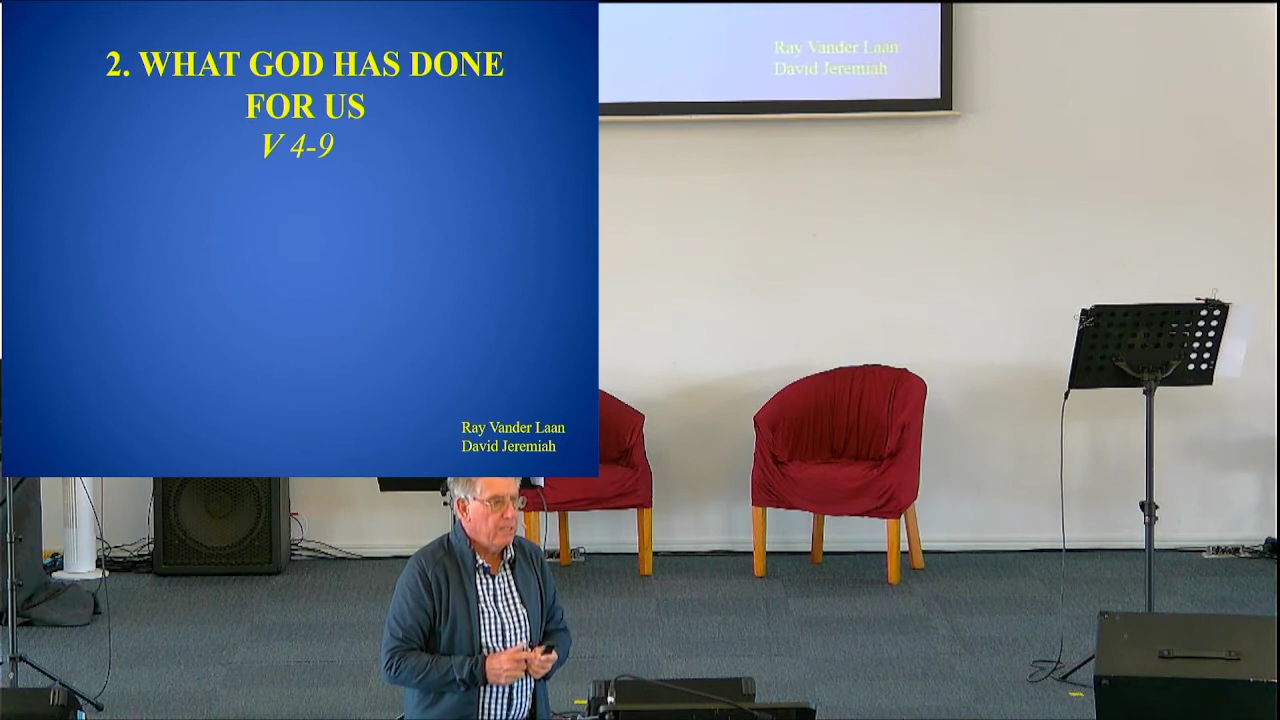 2. WHAT GOD HAS DONE
FOR US
V 4-9
Ray Vander Laan
David Jeremiah
Ray Vander Laan
David Jeremiah